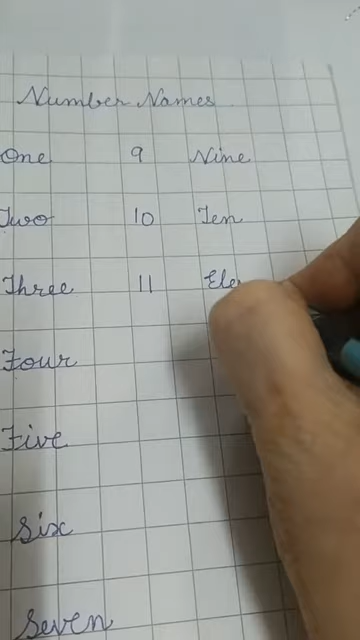 Number Names
One 9 Nine
Two 10 Ten
Three 11
Four
Five
Six
Seven